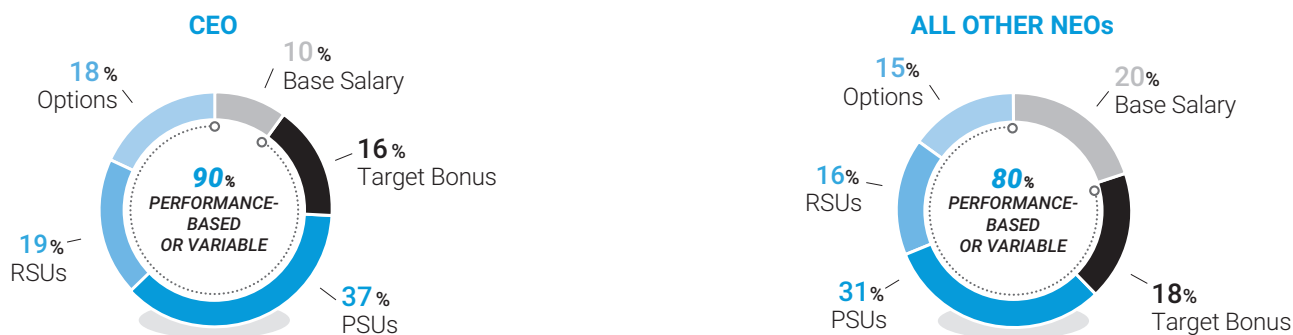 CEO
10%
Base Salary
16%
Target Bonus
37%
PSUs
19%
RSUs
18%
Options
90%
PERFORMANCE-
BASED
OR VARIABLE
ALL OTHER NEOs
20%
Base Salary
18%
Target Bonus
31%
PSUs
16%
RSUs
15%
Options
80%
PERFORMANCE-
BASED
OR VARIABLE